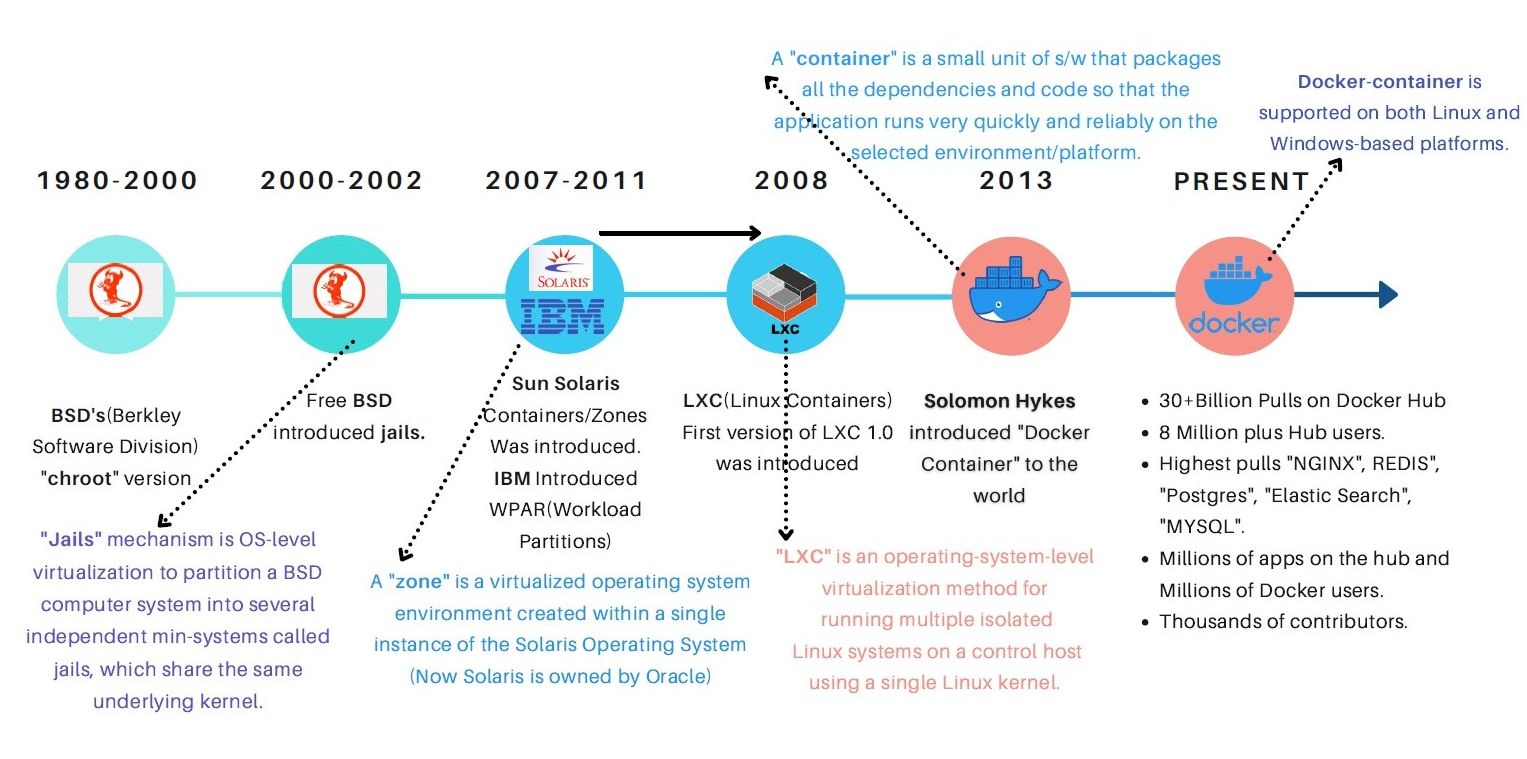 A "container" is a small unit of s/w that packages
all the dependencies and code so that the
application runs very quickly and reliably on the
selected environment/platform.
Docker-container is
supported on both Linux and
Windows-based platforms.
1980-2000
2000-2002
2007-2011
2008
2013
PRESENT
SOLARIS
IBM
LXC
docker
BSD's(Berkley
Software Division)
"chroot" version
Free BSD
introduced jails.
Sun Solaris
Containers/Zones
Was introduced.
IBM Introduced
WPAR(Workload
Partitions)
LXC(Linux Containers)
First version of LXC 1.0
was introduced
Solomon Hykes
introduced "Docker
Container" to the
world
• 30+Billion Pulls on Docker Hub
• 8 Million plus Hub users.
• Highest pulls "NGINX", REDIS",
"Postgres", "Elastic Search",
"MYSQL".
• Millions of apps on the hub and
Millions of Docker users.
• Thousands of contributors.
"Jails" mechanism is OS-level
virtualization to partition a BSD
computer system into several
independent min-systems called
jails, which share the same
underlying kernel.
A "zone" is a virtualized operating system
environment created within a single
instance of the Solaris Operating System
(Now Solaris is owned by Oracle)
"LXC" is an operating-system-level
virtualization method for
running multiple isolated
Linux systems on a control host
using a single Linux kernel.